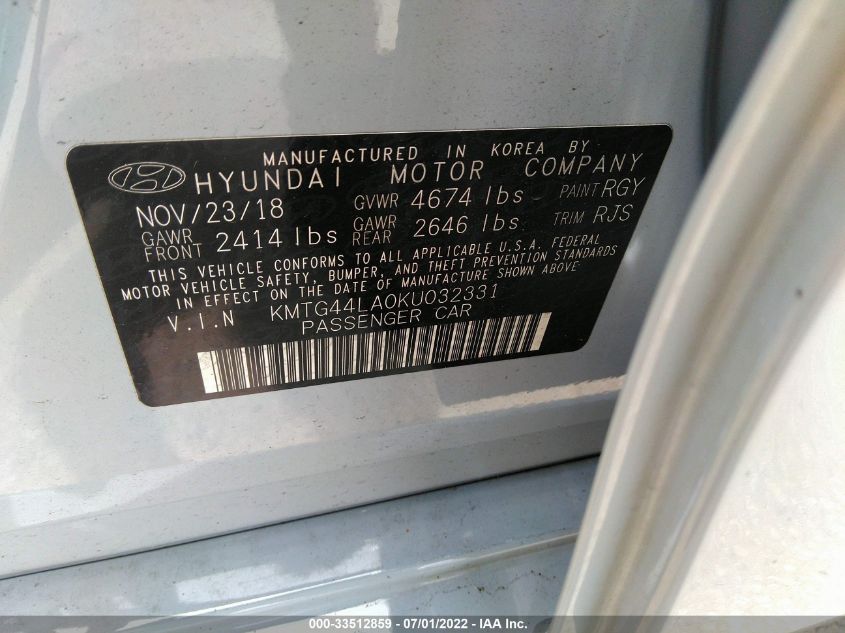 MANUFACTURED IN KOREA BY
HYUNDAI MOTOR COMPANY
NOV/23/18 GVWR 4674 lbs PAINT RGY
GAWR FRONT 2414 lbs GAWR REAR 2646 lbs TRIM RJS
THIS VEHICLE CONFORMS TO ALL APPLICABLE U.S.A. FEDERAL
MOTOR VEHICLE SAFETY, BUMPER, AND THEFT PREVENTION STANDARDS
IN EFFECT ON THE DATE OF MANUFACTURE SHOWN ABOVE
V.I.N KMTG44LA0KU032331
PASSENGER CAR
000-33512859 - 07/01/2022 - IAA Inc.